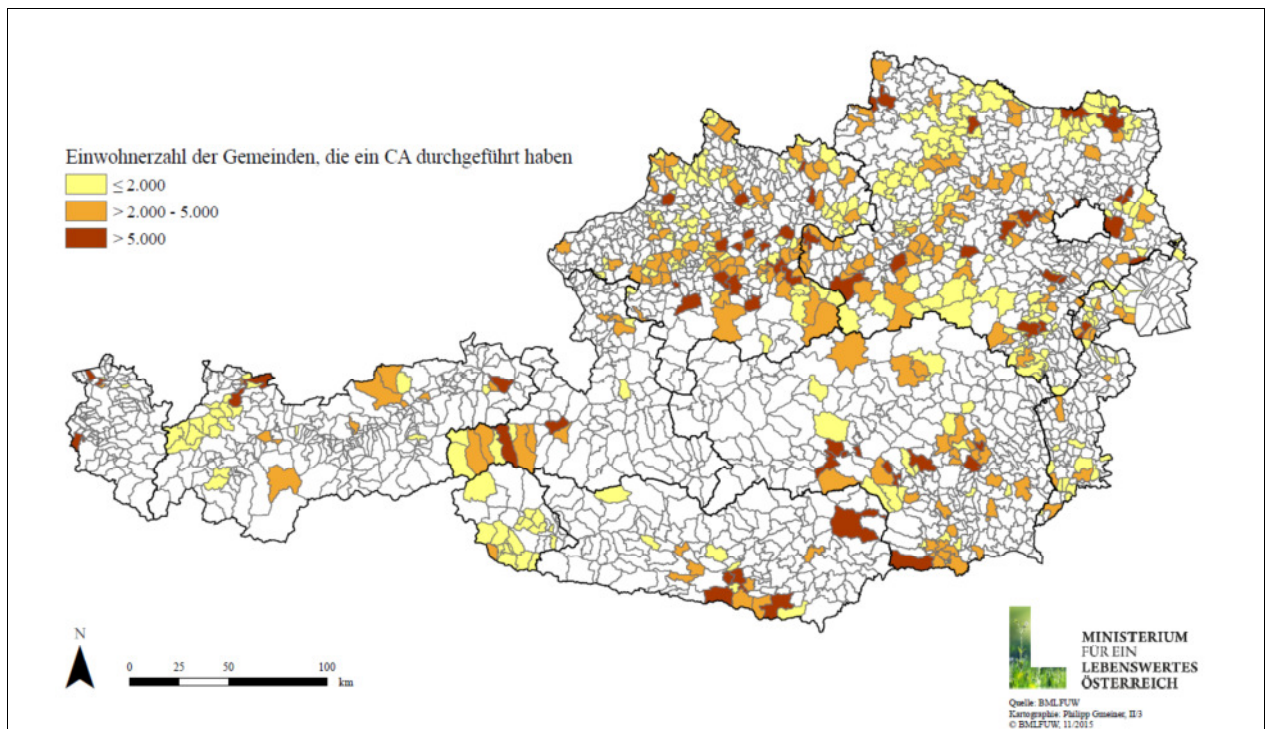 Einwohnerzahl der Gemeinden, die ein CA durchgeführt haben
≤ 2.000
> 2.000 - 5.000
> 5.000
N
0 25 50 100
km
MINISTERIUM
FÜR EIN
LEBENSWERTES
ÖSTERREICH
Quelle: BMLFUW
Kartographie: Philipp Gmeiner, II/3
© BMLFUW, 11/2015